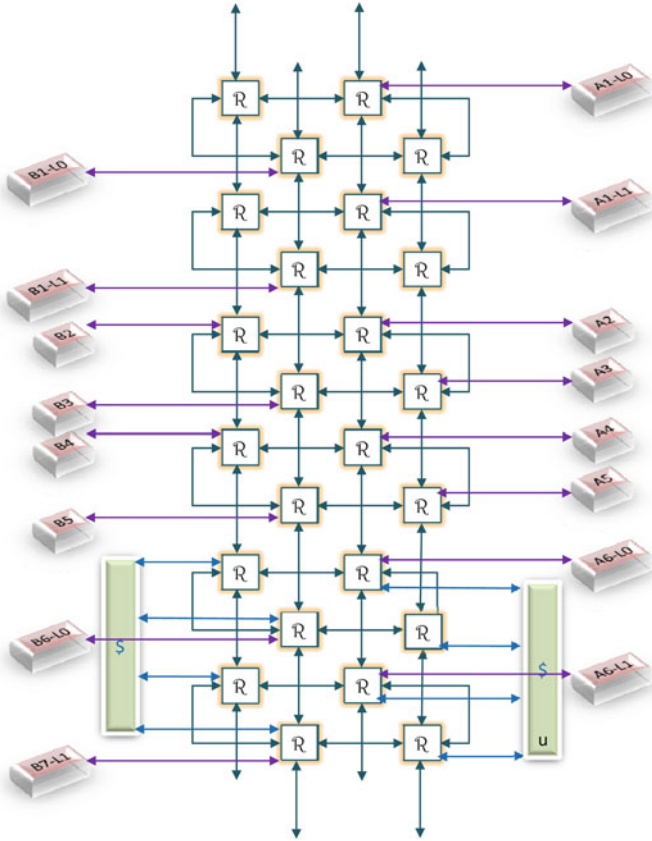 R R A1-L0
R R
B1-L0
R R A1-L1
R R
B1-L1
B2 R R A2
R R A3
B3
B4 R R A4
R R A5
B5
R R A6-L0
B6-L0 $ R R
R R $ A6-L1
R R u
B7-L1